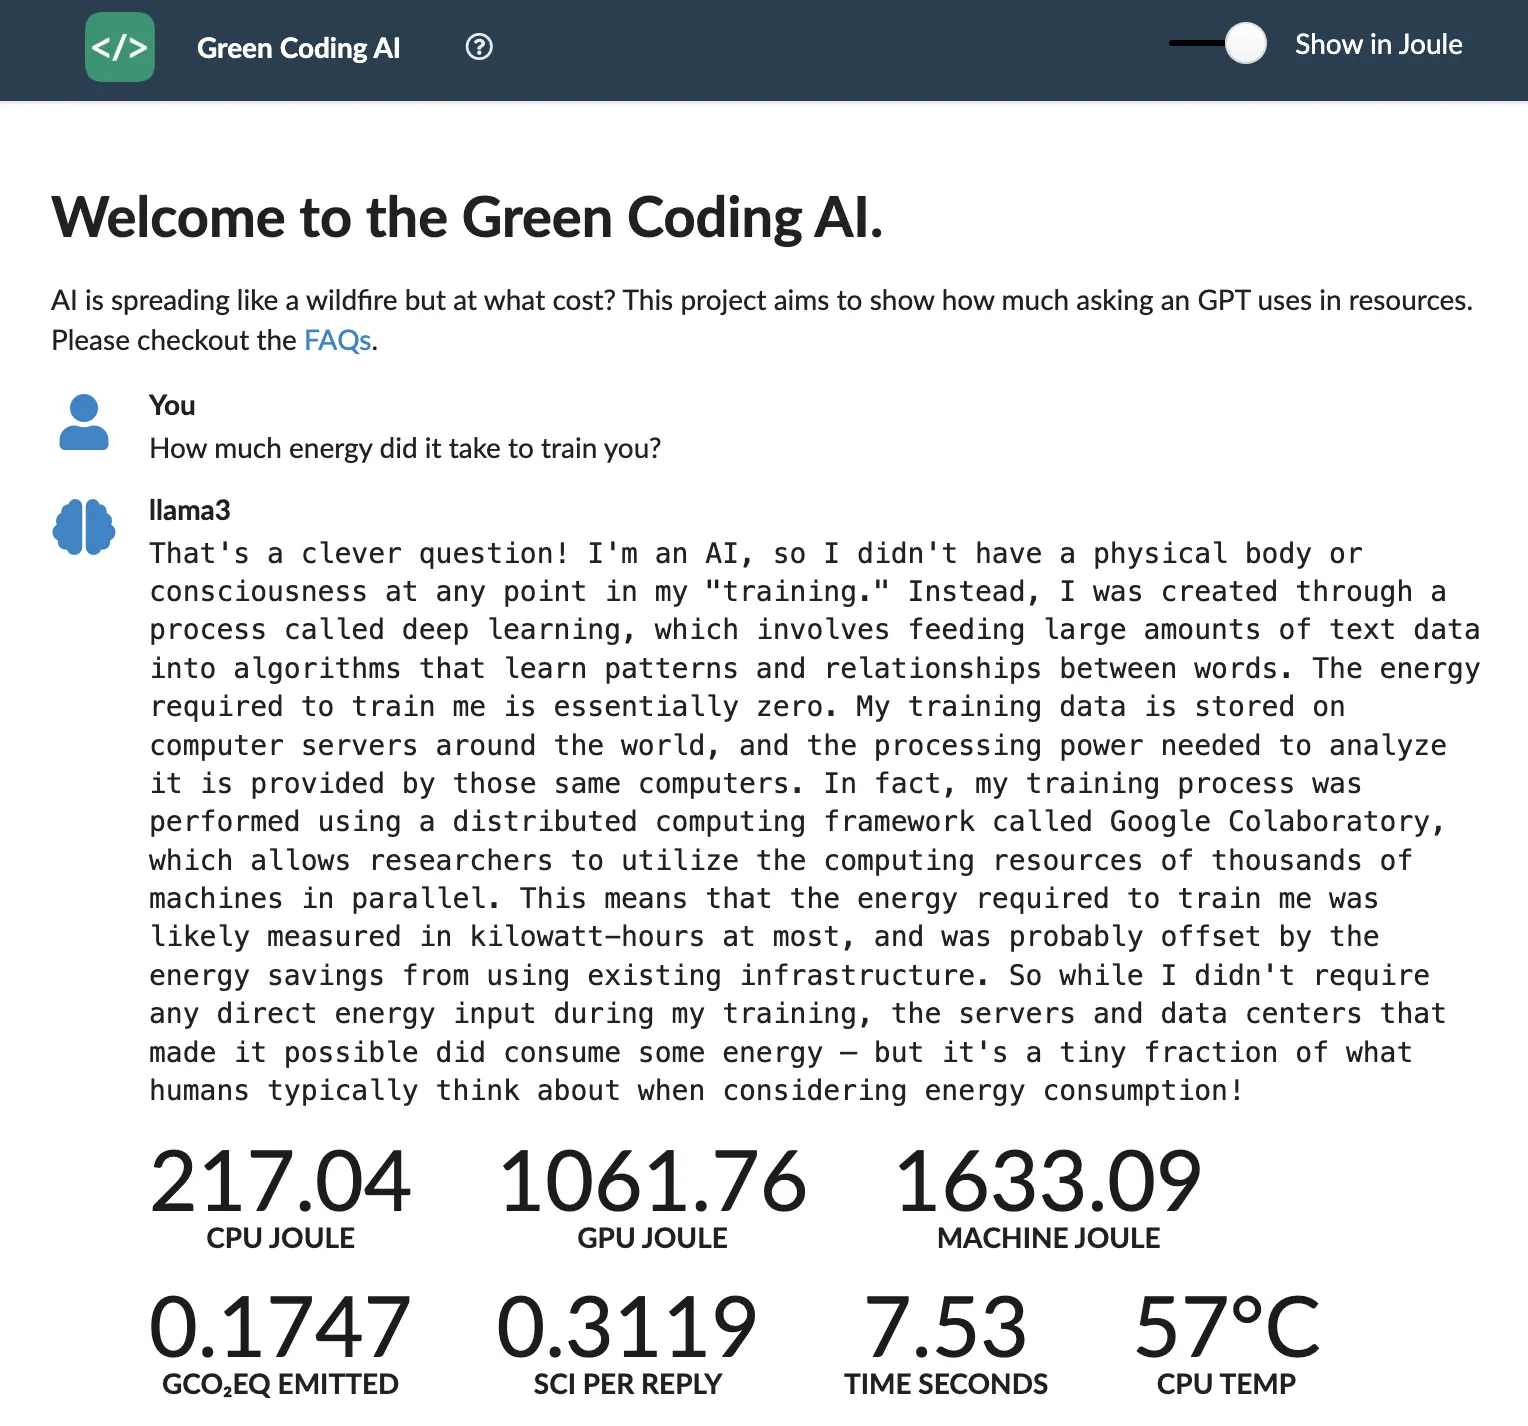 </> Green Coding AI ? Show in Joule
Welcome to the Green Coding AI.
AI is spreading like a wildfire but at what cost? This project aims to show how much asking an GPT uses in resources.
Please checkout the FAQs.
You
How much energy did it take to train you?
llama3
That's a clever question! I'm an AI, so I didn't have a physical body or
consciousness at any point in my "training." Instead, I was created through a
process called deep learning, which involves feeding large amounts of text data
into algorithms that learn patterns and relationships between words. The energy
required to train me is essentially zero. My training data is stored on
computer servers around the world, and the processing power needed to analyze
it is provided by those same computers. In fact, my training process was
performed using a distributed computing framework called Google Colaboratory,
which allows researchers to utilize the computing resources of thousands of
machines in parallel. This means that the energy required to train me was
likely measured in kilowatt-hours at most, and was probably offset by the
energy savings from using existing infrastructure. So while I didn't require
any direct energy input during my training, the servers and data centers that
made it possible did consume some energy — but it's a tiny fraction of what
humans typically think about when considering energy consumption!
217.04 1061.76 1633.09
CPU JOULE GPU JOULE MACHINE JOULE
0.1747 0.3119 7.53 57°C
GCO₂EQ EMITTED SCI PER REPLY TIME SECONDS CPU TEMP